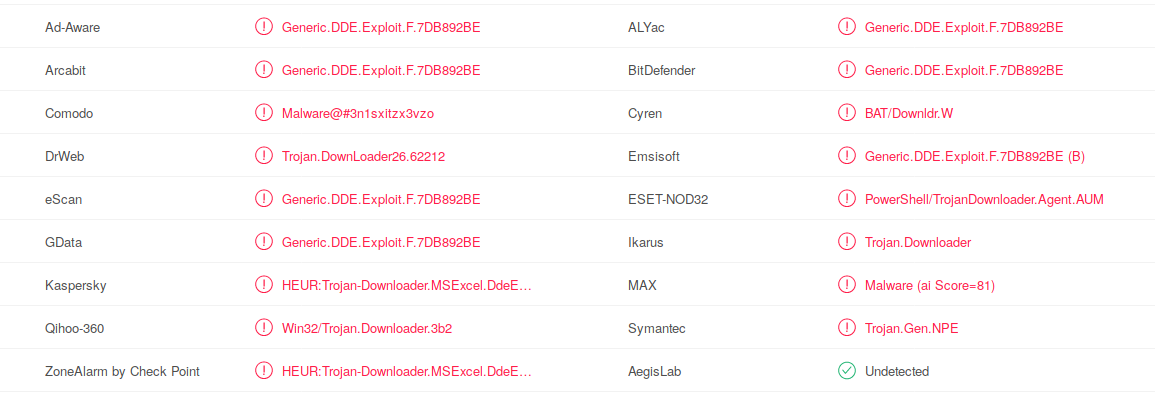 Ad-Aware Generic.DDE.Exploit.F.7DB892BE ALYac Generic.DDE.Exploit.F.7DB892BE
Arcabit Generic.DDE.Exploit.F.7DB892BE BitDefender Generic.DDE.Exploit.F.7DB892BE
Comodo Malware@#3n1sxitzx3vzo Cyren BAT/Downldr.W
DrWeb Trojan.DownLoader26.62212 Emsisoft Generic.DDE.Exploit.F.7DB892BE (B)
eScan Generic.DDE.Exploit.F.7DB892BE ESET-NOD32 PowerShell/TrojanDownloader.Agent.AUM
GData Generic.DDE.Exploit.F.7DB892BE Ikarus Trojan.Downloader
Kaspersky HEUR:Trojan-Downloader.MSExcel.DdeE… MAX Malware (ai Score=81)
Qihoo-360 Win32/Trojan.Downloader.3b2 Symantec Trojan.Gen.NPE
ZoneAlarm by Check Point HEUR:Trojan-Downloader.MSExcel.DdeE… AegisLab Undetected